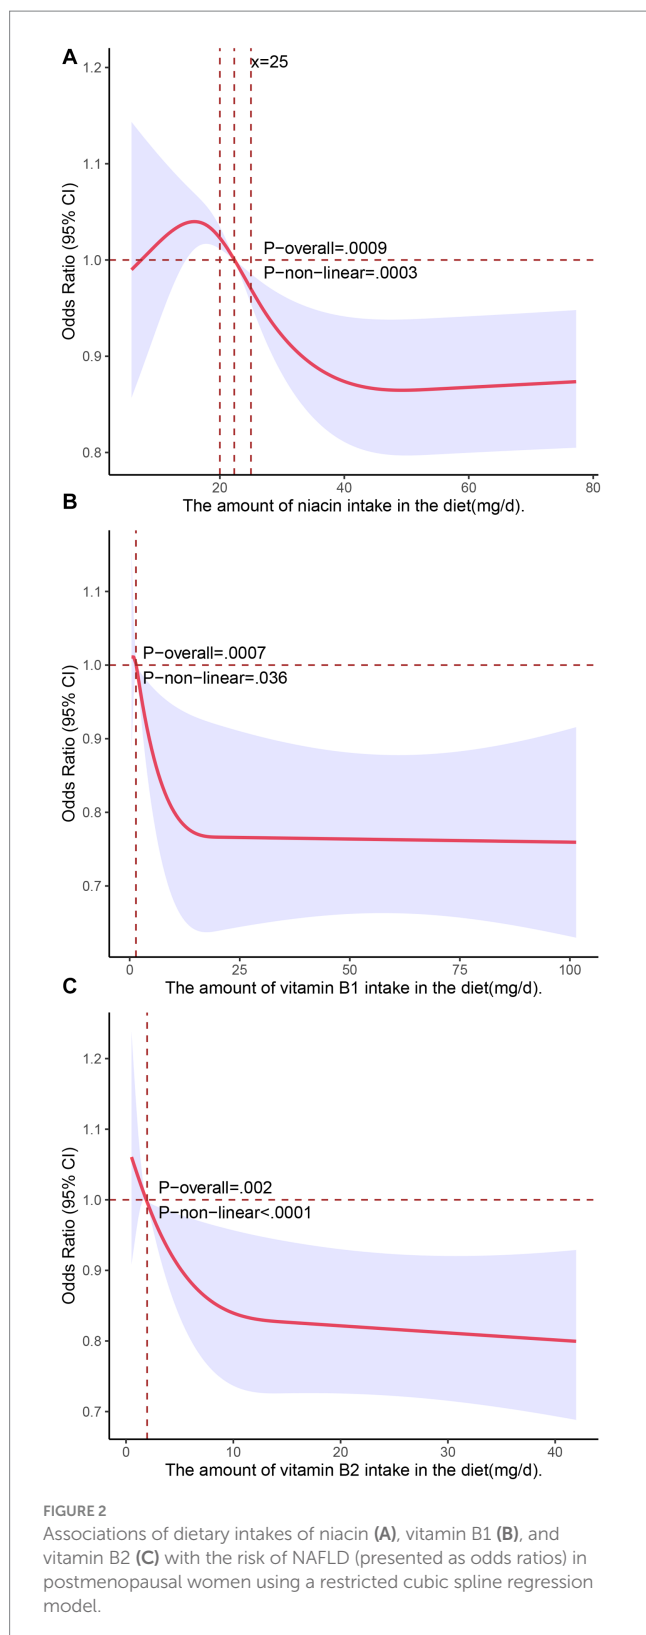 A
x=25
1.2
1.1
1.0
0.9
0.8
Odds Ratio (95% CI)
P−overall=.0009
P−non−linear=.0003
20 40 60 80
The amount of niacin intake in the diet(mg/d).
B
1.1
1.0
0.9
0.8
0.7
Odds Ratio (95% CI)
P−overall=.0007
P−non−linear=.036
0 25 50 75 100
The amount of vitamin B1 intake in the diet(mg/d).
C
1.2
1.1
1.0
0.9
0.8
0.7
Odds Ratio (95% CI)
P−overall=.002
P−non−linear<.0001
0 10 20 30 40
The amount of vitamin B2 intake in the diet(mg/d).
FIGURE 2
Associations of dietary intakes of niacin (A), vitamin B1 (B), and
vitamin B2 (C) with the risk of NAFLD (presented as odds ratios) in
postmenopausal women using a restricted cubic spline regression
model.